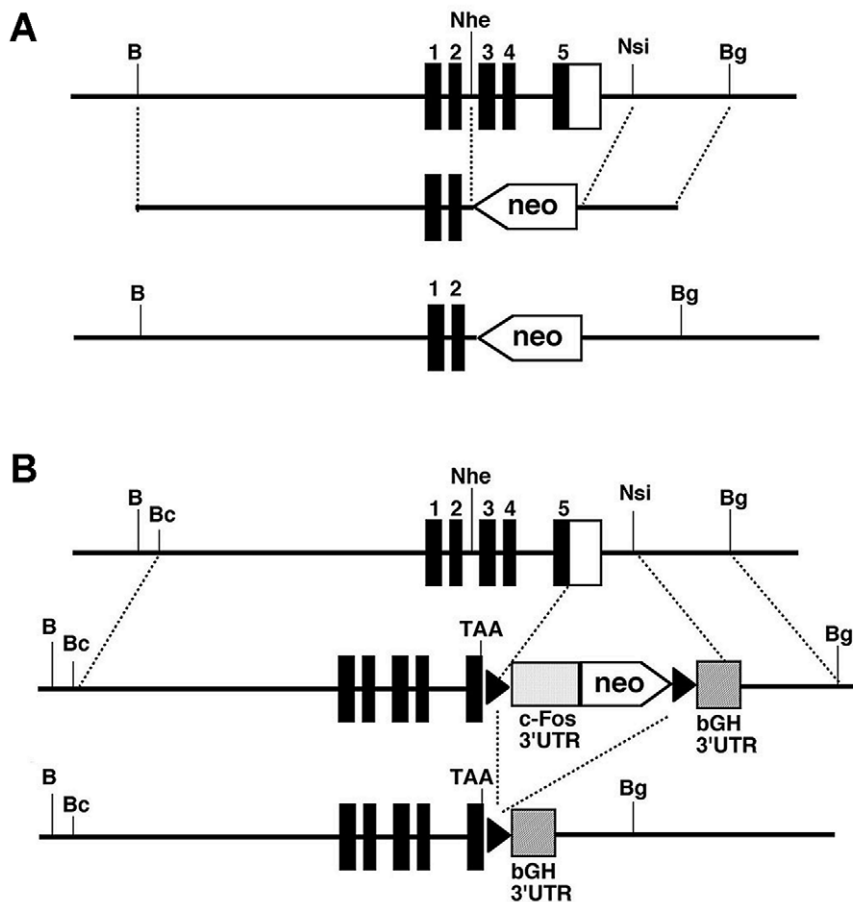 A
B
Nhe
1 2 3 4 5
Nsi
Bg
neo
B
1 2
Bg
neo
B
B
Bc
Nhe
1 2 3 4 5
Nsi
Bg
B
Bc
TAA
Bg
neo
c-Fos
3'UTR
bGH
3'UTR
B
Bc
TAA
Bg
bGH
3'UTR